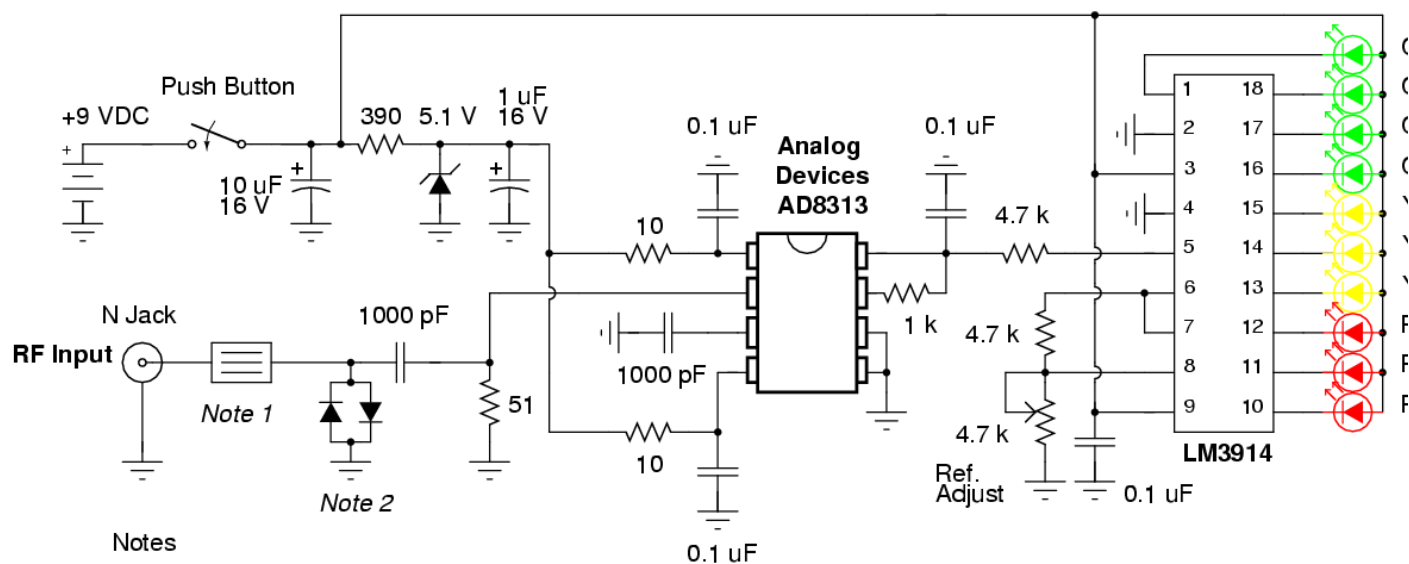 Push Button
+9 VDC
+
390
5.1 V
1 uF
16 V
+
+
10 uF
16 V
0.1 uF
Analog
Devices
AD8313
0.1 uF
10
4.7 k
N Jack
1000 pF
RF Input
Note 1
51
Note 2
1000 pF
10
0.1 uF
1 k
4.7 k
4.7 k
Ref.
Adjust
0.1 uF
1 18
2 17
3 16
4 15
5 14
6 13
7 12
8 11
9 10
LM3914
G
G
G
G
Y
Y
Y
R
R
R
Notes